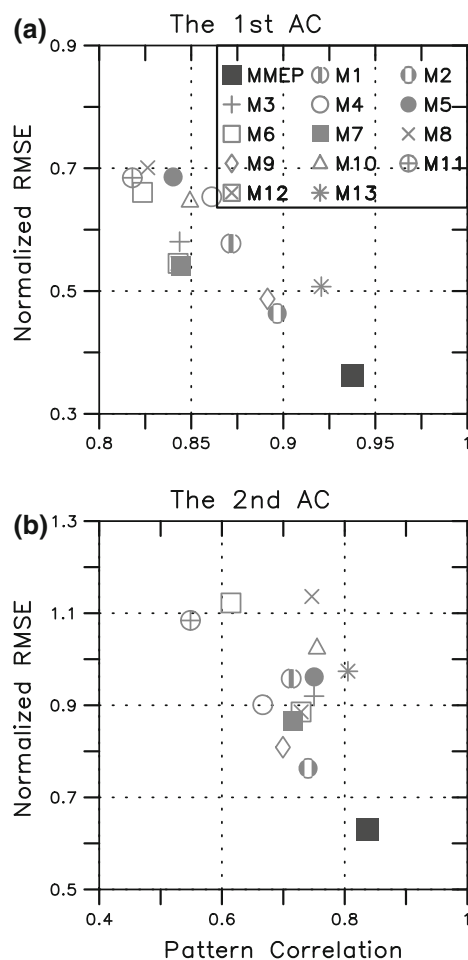 (a) The 1st AC
0.9
0.7
0.5
0.3
Normalized RMSE
MMEP M1 M2
M3 M4 M5
M6 M7 M8
M9 M10 M11
M12 M13
0.8 0.85 0.9 0.95 1
(b) The 2nd AC
1.3
1.1
0.9
0.7
0.5
Normalized RMSE
0.4 0.6 0.8 1
Pattern Correlation